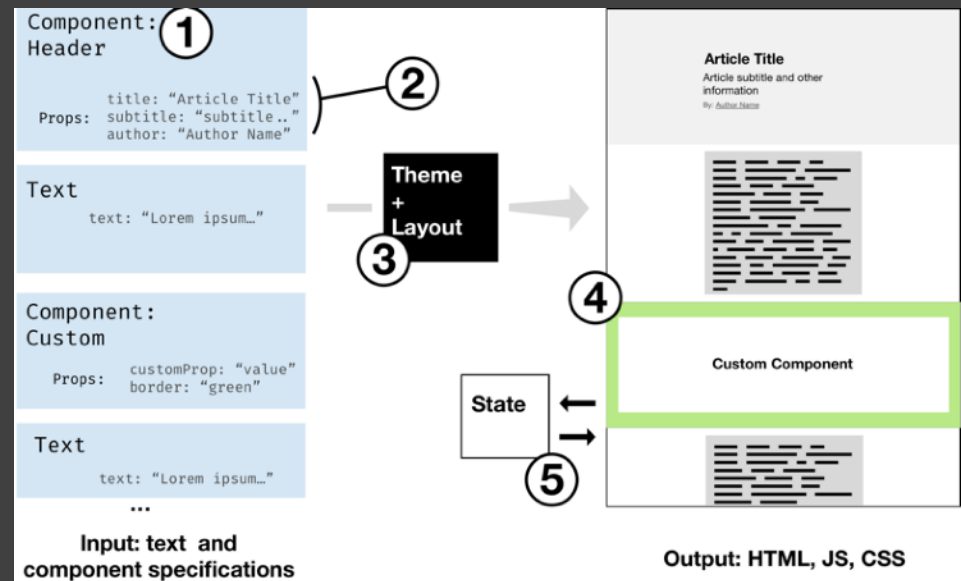 Component:
Header
1
Props:
title: “Article Title”
subtitle: “subtitle..”
author: “Author Name”
2
Text
text: “Lorem ipsum…”
Component:
Custom
Props:
customProp: “value”
border: “green”
Text
text: “Lorem ipsum…”
...
Input: text and
component specifications
Theme
+
Layout
3
State
5
Article Title
Article subtitle and other
information
By: Author Name
4
Custom Component
Output: HTML, JS, CSS